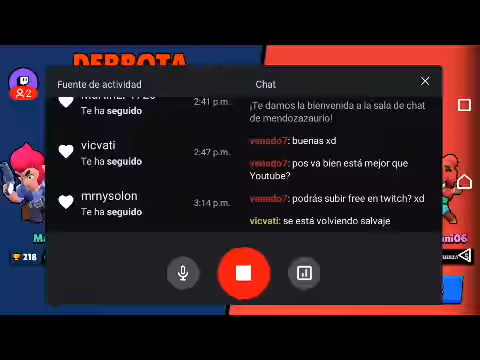 DERROTA
Fuente de actividad
Chat
2
2:41 p.m.
Te ha seguido
¡Te damos la bienvenida a la sala de chat
de mendozazaurio!
vicvati
2:47 p.m.
Te ha seguido
venado7: buenas xd
venado7: pos va bien está mejor que
Youtube?
mrnysolon
3:14 p.m.
Te ha seguido
venado7: podrás subir free en twitch? xd
vicvati: se está volviendo salvaje
Ma
ani06
218